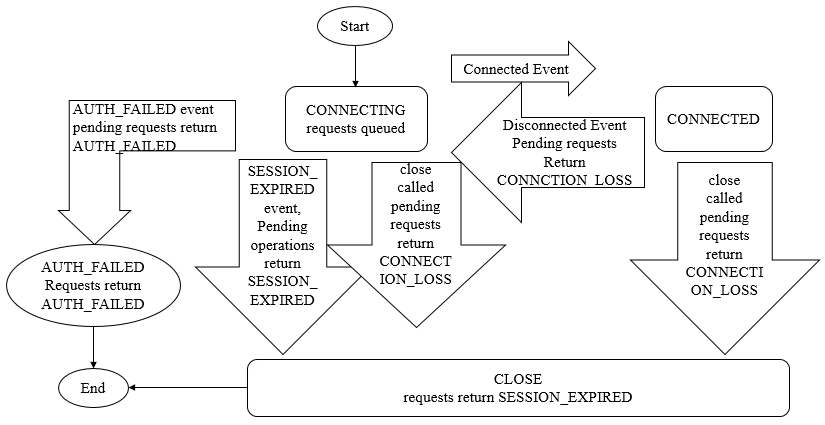 Start
Connected Event
CONNECTING
requests queued
CONNECTED
AUTH_FAILED event
pending requests return
AUTH_FAILED
Disconnected Event
Pending requests
Return
CONNCTION_LOSS
SESSION_
EXPIRED
event,
Pending
operations
return
SESSION_
EXPIRED
close
called
pending
requests
return
CONNECT
ION_LOSS
close
called
pending
requests
return
CONNECTI
ON_LOSS
AUTH_FAILED
Requests return
AUTH_FAILED
End
CLOSE
requests return SESSION_EXPIRED